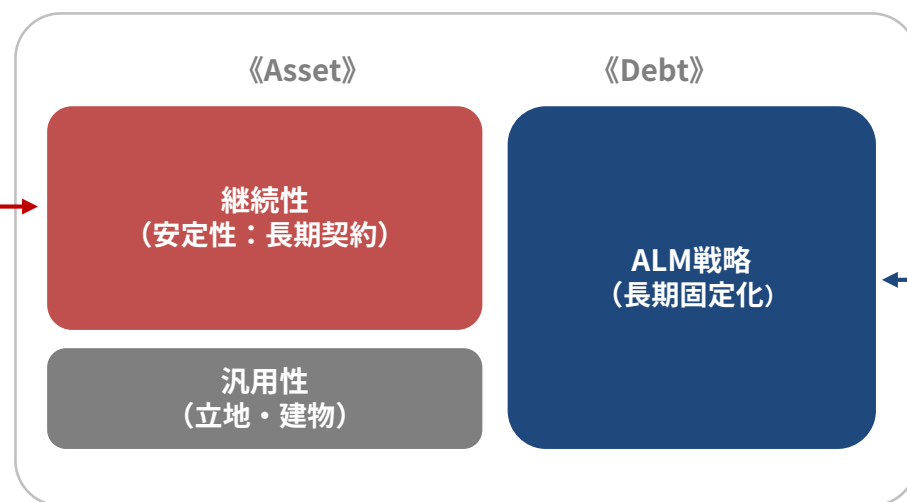 《Asset》
《Debt》
継続性
（安定性：長期契約）
ALM戦略
（長期固定化）
汎用性
（立地・建物）